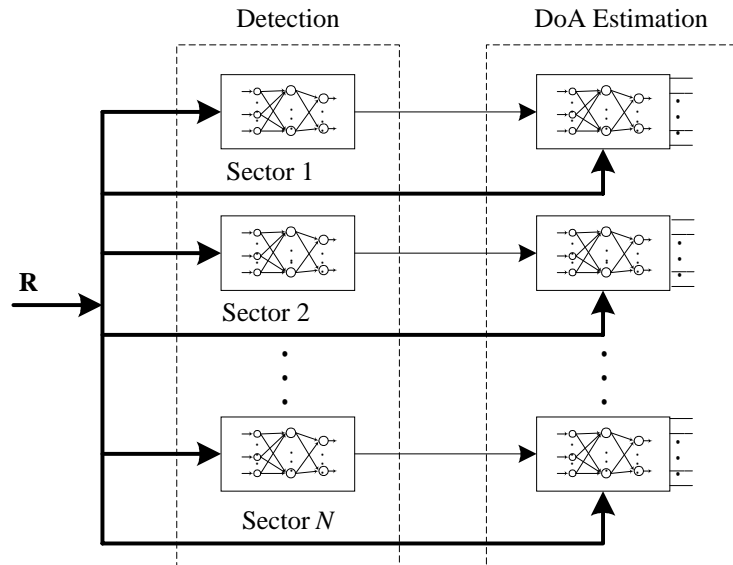 Detection
DoA Estimation
Sector 1
R
Sector 2
Sector N